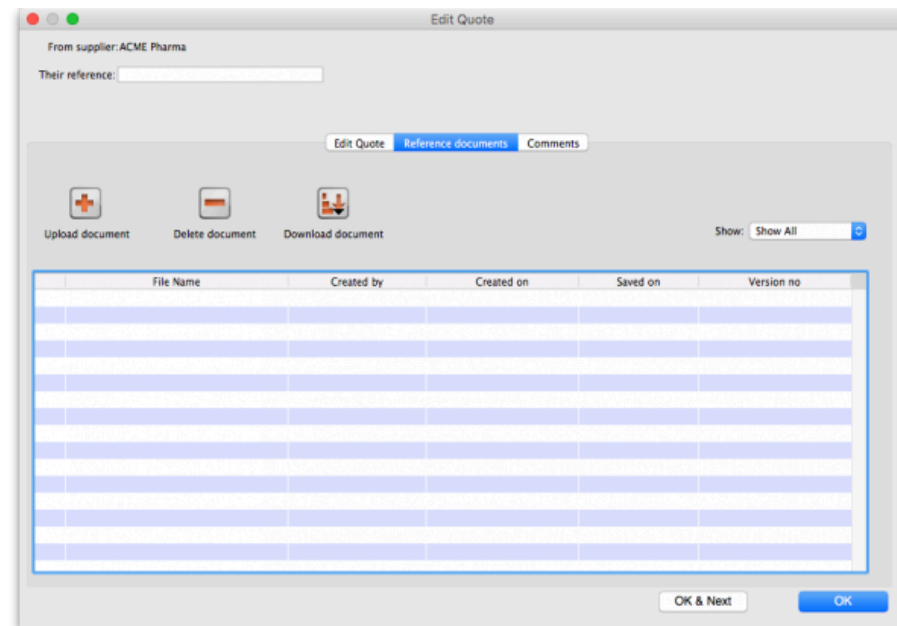 Edit Quote
From supplier: ACME Pharma
Their reference:
Edit Quote Reference documents Comments
Upload document Delete document Download document
Show: Show All
File Name Created by Created on Saved on Version no
OK & Next OK